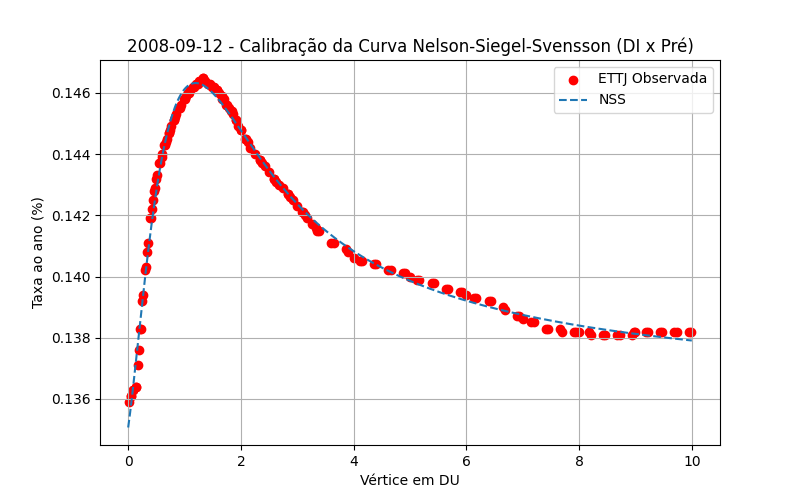 2008-09-12 - Calibração da Curva Nelson-Siegel-Svensson (DI x Pré)
ETTJ Observada
NSS
Taxa ao ano (%)
0.146
0.144
0.142
0.140
0.138
0.136
0 2 4 6 8 10
Vértice em DU